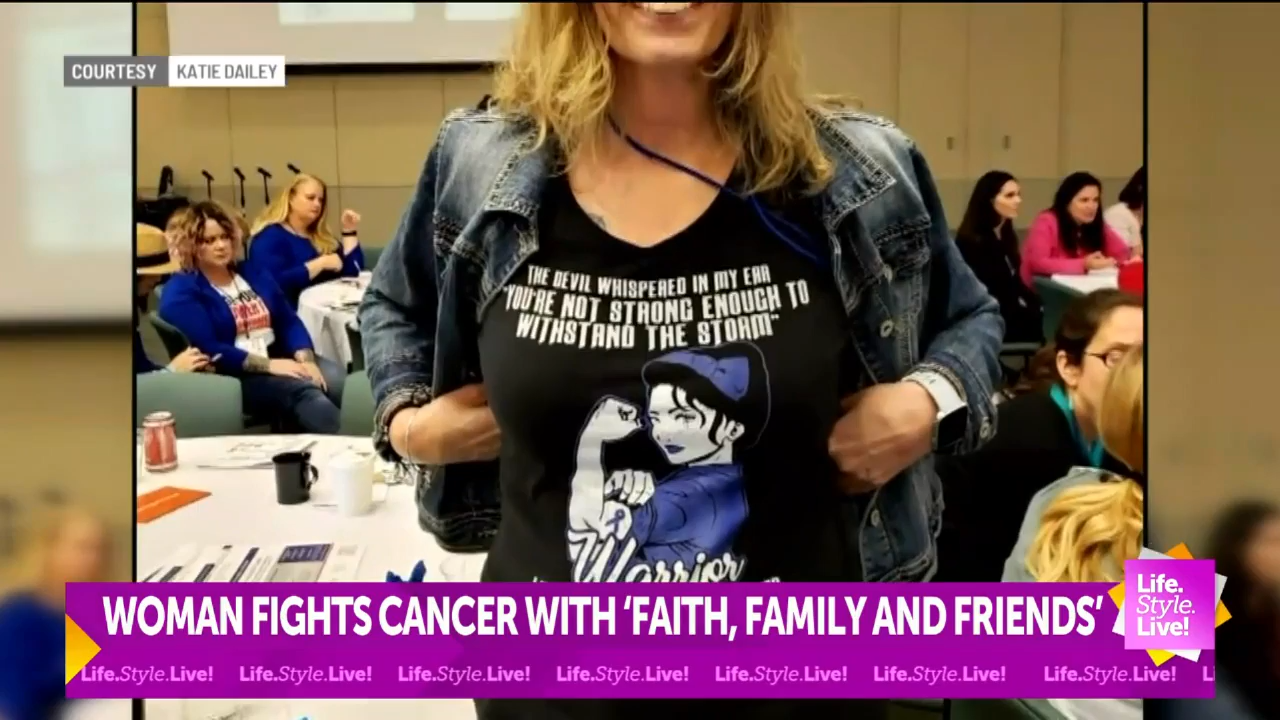 COURTESY KATIE DAILEY
THE DEVIL WHISPERED IN MY EAR
"YOU'RE NOT STRONG ENOUGH TO
WITHSTAND THE STORM"
Warrior
WOMAN FIGHTS CANCER WITH 'FAITH, FAMILY AND FRIENDS'
Life.
Style.
Live!
Life.Style.Live! Life.Style.Live! Life.Style.Live! Life.Style.Live! Life.Style.Live! Life.Style.Live! Life.Style.Live!